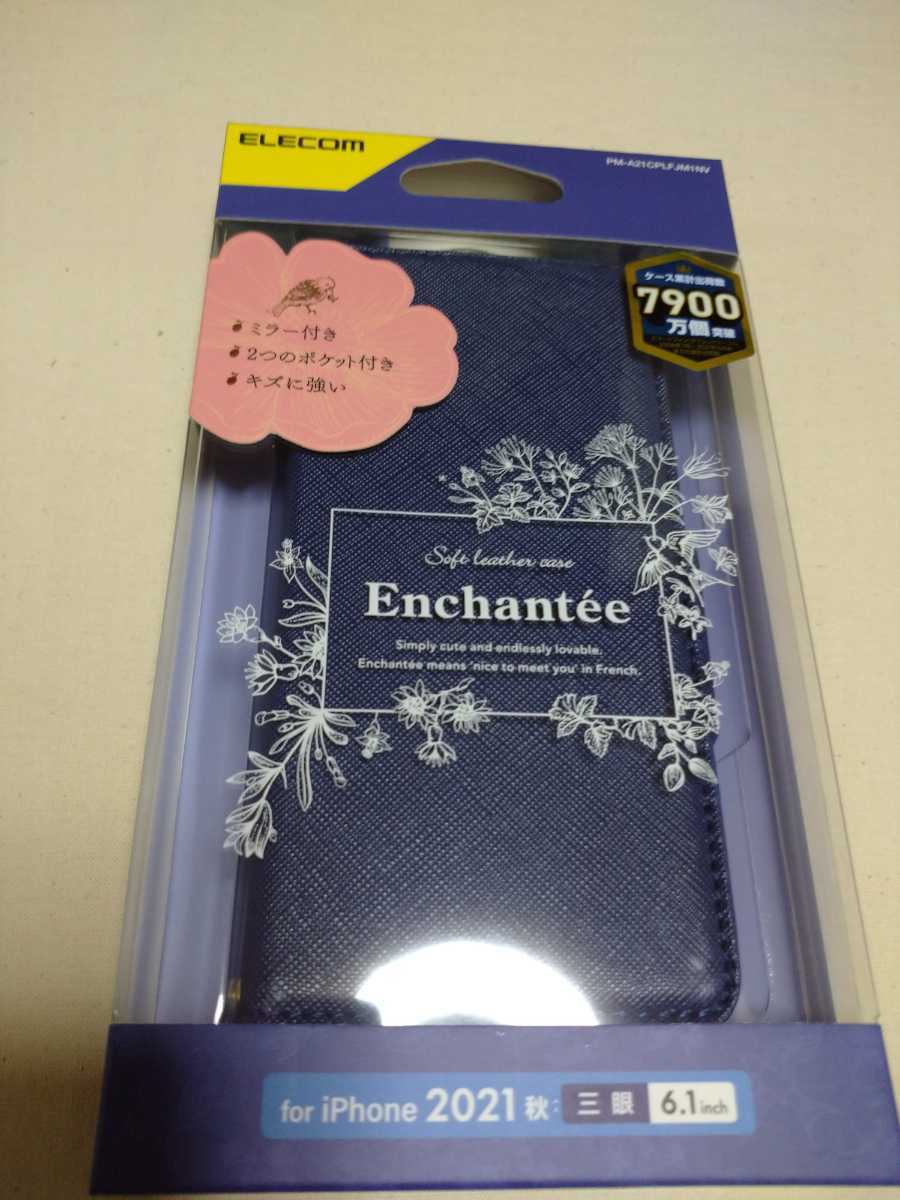 ELECOM
PM-A21CPLFJM1NV
ミラー付き
2つのポケット付き
キズに強い
ケース累計出荷数
7900
万個突破
Soft leather case
Enchantée
Simply cute and endlessly lovable.
Enchantée means 'nice to meet you' in French.
for iPhone 2021 秋: 三眼 6.1inch